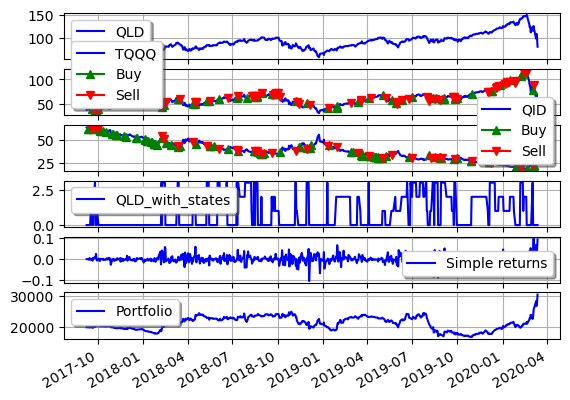 150
QLD
100
TQQQ
Buy
100
Sell
50
QID
Buy
50
Sell
25
2.5
QLD_with_states
0.0
0.1
0.0
Simple returns
−0.1
30000
Portfolio
20000
2017-10 2018-01 2018-04 2018-07 2018-10 2019-01 2019-04 2019-07 2019-10 2020-01 2020-04